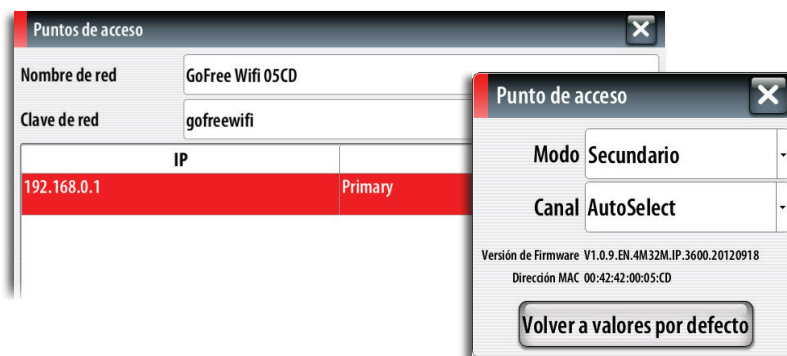 Puntos de acceso
Nombre de red GoFree Wifi 05CD
Clave de red gofreewifi
IP
192.168.0.1 Primary
Punto de acceso
Modo Secundario
Canal AutoSelect
Versión de Firmware V1.0.9.EN.4M32M.IP.3600.20120918
Dirección MAC 00:42:42:00:05:CD
Volver a valores por defecto